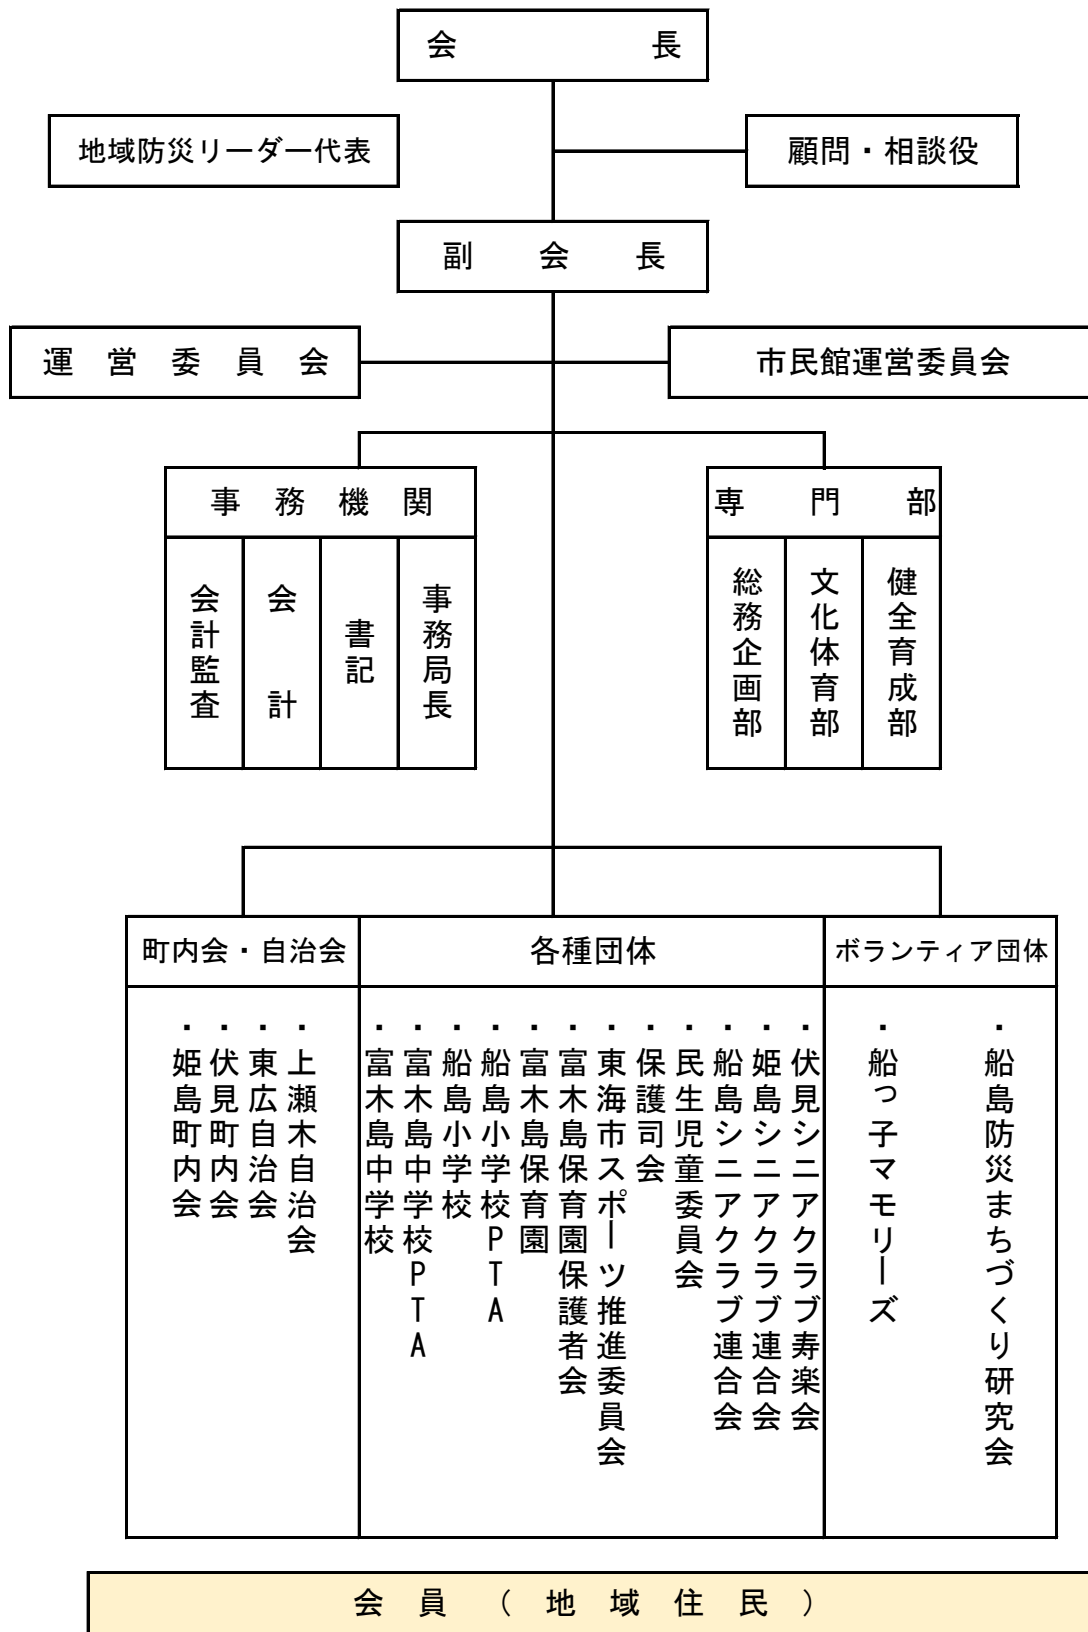 会長
地域防災リーダー代表
顧問・相談役
副会長
運営委員会
市民館運営委員会
事務機関
専門部
事務局長
書記
会計
会計監査
健全育成部
文化体育部
総務企画部
町内会・自治会
各種団体
ボランティア団体
・上瀬木自治会
・東広自治会
・伏見町内会
・姫島町内会
・伏見シニアクラブ寿楽会
・姫島シニアクラブ連合会
・船島シニアクラブ連合会
・民生児童委員会
・保護司会
・東海市スポーツ推進委員会
・富木島保育園保護者会
・富木島保育園
・船島小学校PTA
・船島小学校
・富木島中学校PTA
・富木島中学校
・船島防災まちづくり研究会
・船っ子マモリーズ
会員(地域住民)